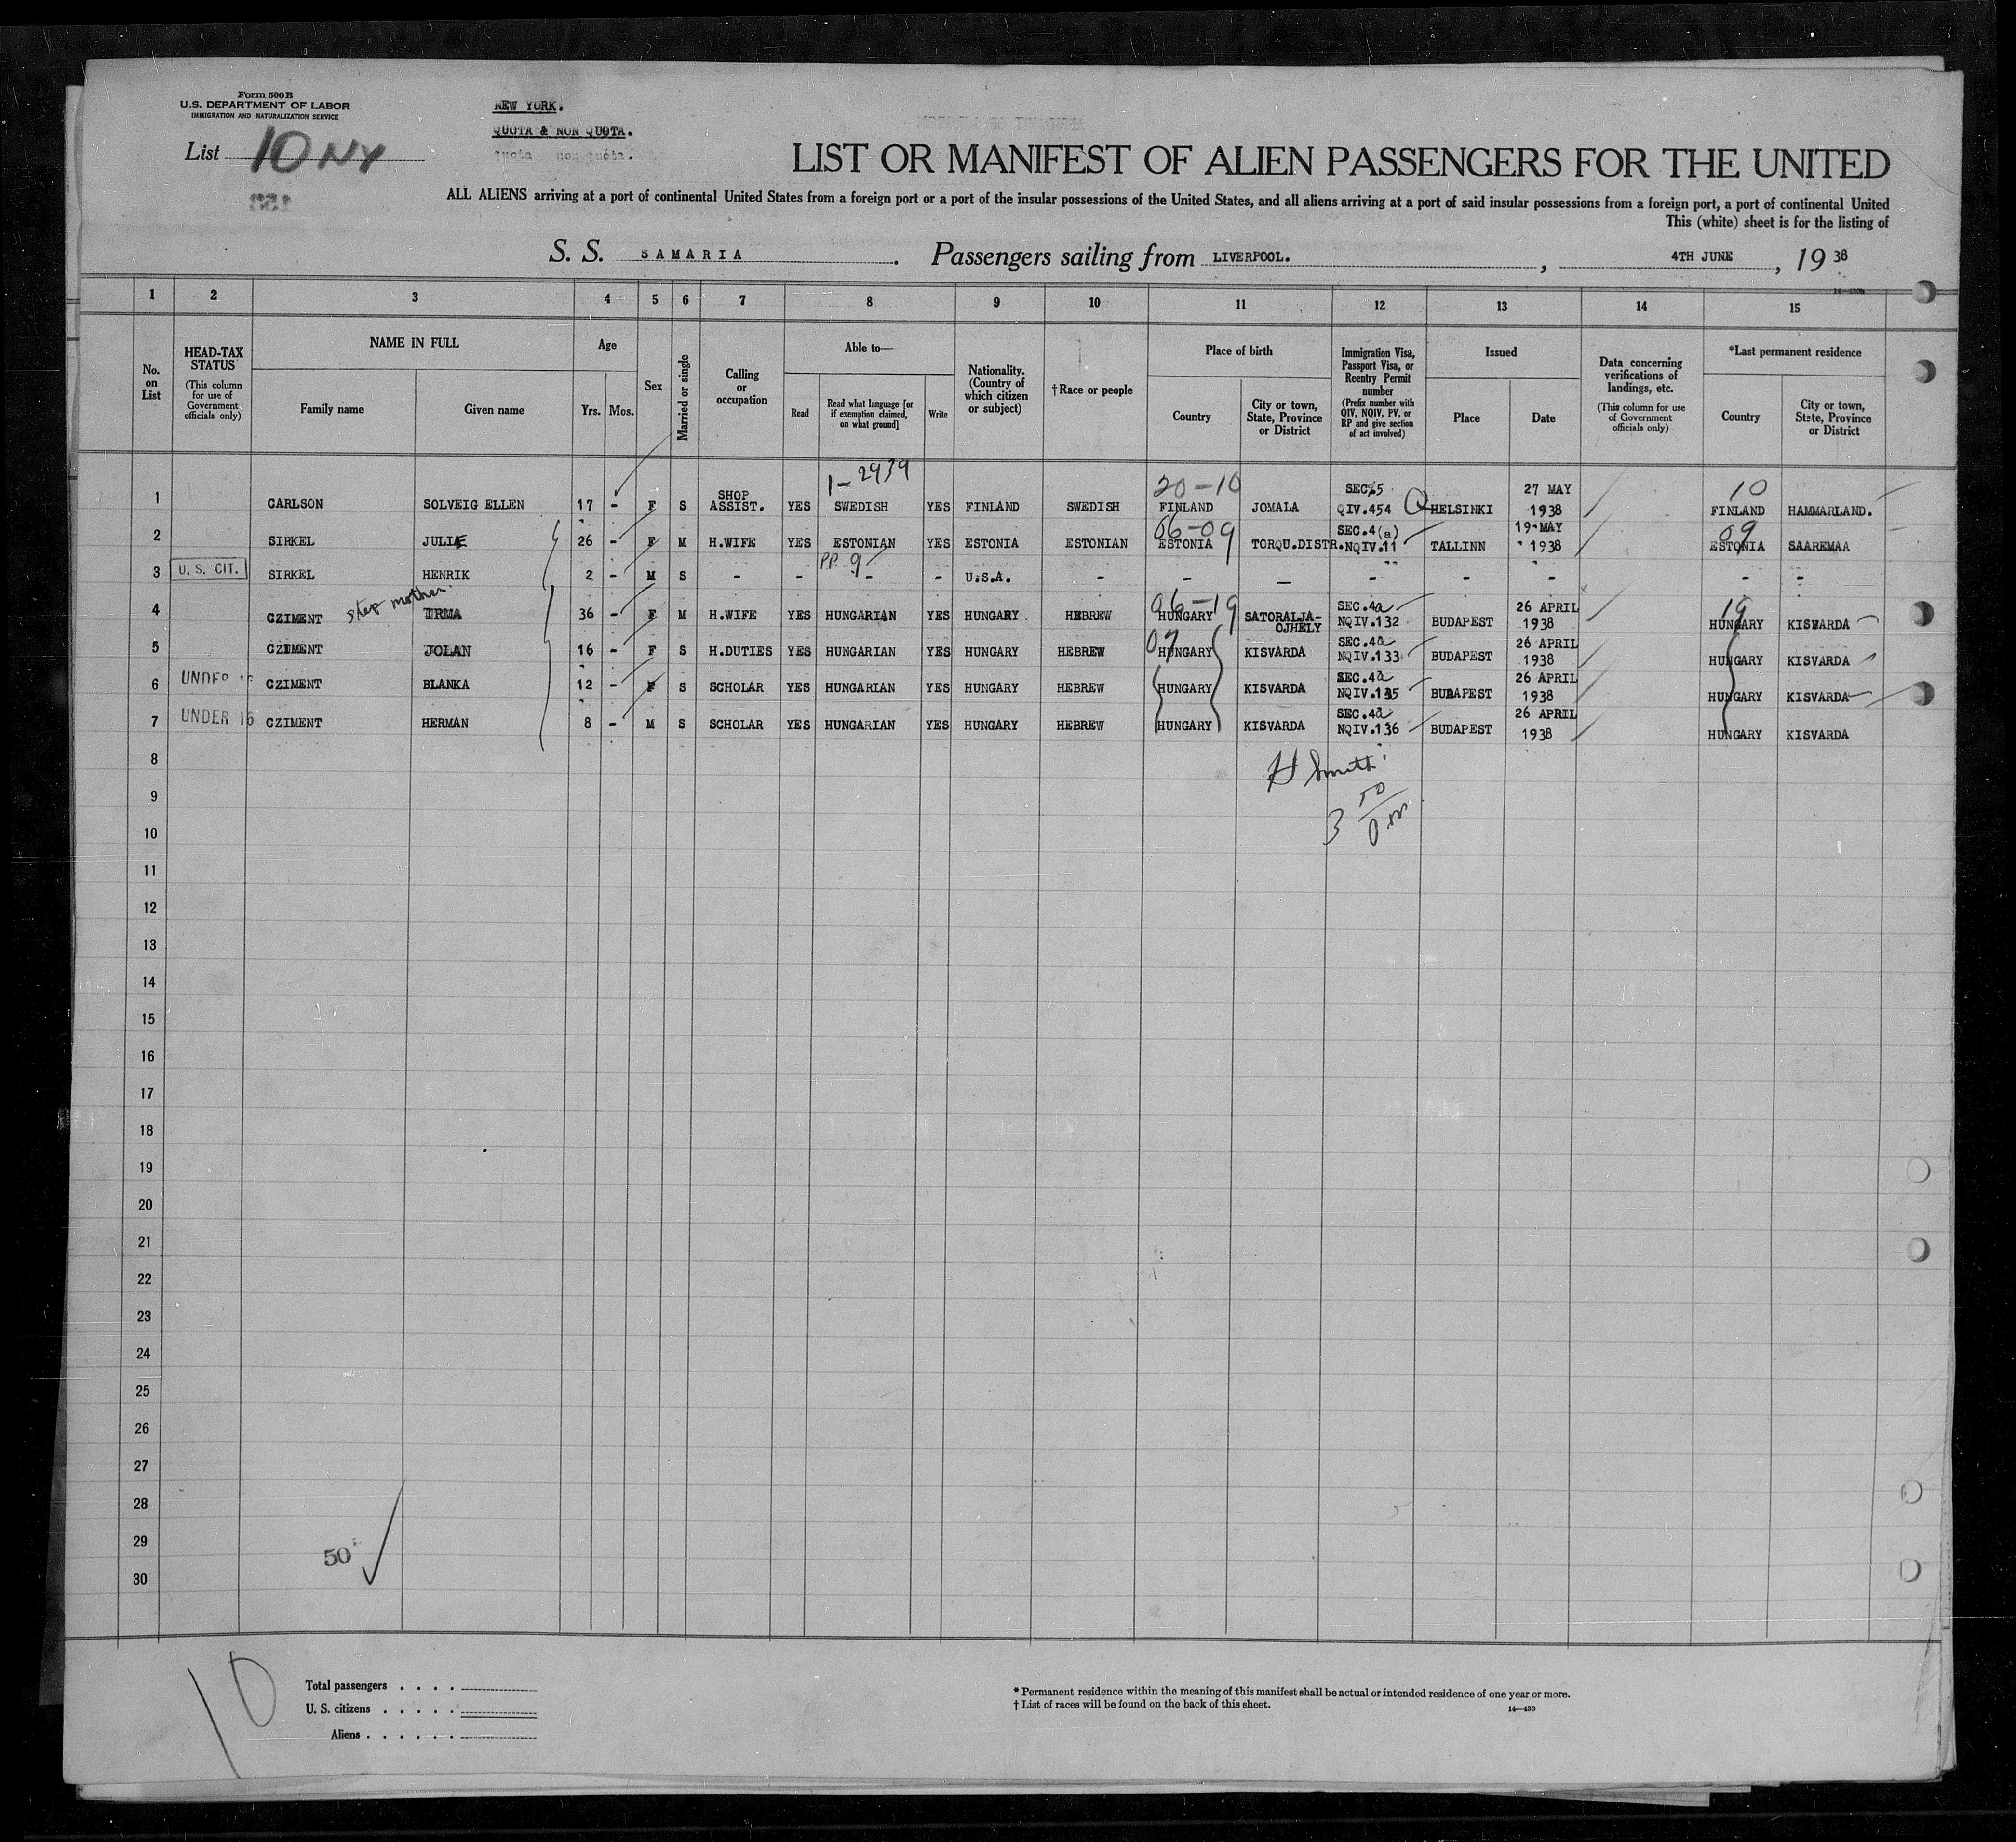 Form 500 B
U.S. DEPARTMENT OF LABOR
IMMIGRATION AND NATURALIZATION SERVICE
List 10 NY
NEW YORK.
QUOTA & NON QUOTA.
LIST OR MANIFEST OF ALIEN PASSENGERS FOR THE UNITED
ALL ALIENS arriving at a port of continental United States from a foreign port or a port of the insular possessions of the United States, and all aliens arriving at a port of said insular possessions from a foreign port, a port of continental United
This (white) sheet is for the listing of
S. S. SAMARIA. Passengers sailing from LIVERPOOL., 4TH JUNE, 1938
1 2 3 4 5 6 7 8 9 10 11 12 13 14 15
No. on List
HEAD-TAX STATUS (This column for use of Government officials only)
NAME IN FULL
Family name Given name
Age
Yrs. Mos.
Sex
Married or single
Calling or occupation
Able to—
Read Read what language [or if exemption claimed, on what ground] Write
Nationality. (Country of which citizen or subject)
†Race or people
Place of birth
Country City or town, State, Province or District
Immigration Visa, Passport Visa, or Reentry Permit number (Prefix number with QIV, NQIV, PV, or RP and give section of act involved)
Issued
Place Date
Data concerning verifications of landings, etc. (This column for use of Government officials only)
*Last permanent residence
Country City or town, State, Province or District
1-2939 20-10 10
1 CARLSON SOLVEIG ELLEN 17 - F S SHOP ASSIST. YES SWEDISH YES FINLAND SWEDISH FINLAND JOMALA SEC.5 QIV.454 HELSINKI 27 MAY 1938 FINLAND HAMMARLAND.
06-09 09
2 SIRKEL JULIE 26 - F M H.WIFE YES ESTONIAN YES ESTONIA ESTONIAN ESTONIA TORQU.DISTR. SEC.4(a) NQIV.11 TALLINN 19 MAY 1938 ESTONIA SAAREMAA
PP. 9
3 U. S. CIT. SIRKEL HENRIK 2 - M S - - - - U.S.A. - - - - - - -
step mother 06-19 19
4 CZIMENT IRMA 36 - F M H.WIFE YES HUNGARIAN YES HUNGARY HEBREW HUNGARY SATORALJA-OJHELY SEC.4a NQIV.132 BUDAPEST 26 APRIL 1938 HUNGARY KISVARDA
07
5 CZIMENT JOLAN 16 - F S H.DUTIES YES HUNGARIAN YES HUNGARY HEBREW HUNGARY KISVARDA SEC.4a NQIV.133 BUDAPEST 26 APRIL 1938 HUNGARY KISVARDA
6 UNDER 16 CZIMENT BLANKA 12 - F S SCHOLAR YES HUNGARIAN YES HUNGARY HEBREW HUNGARY KISVARDA SEC.4a NQIV.135 BUDAPEST 26 APRIL 1938 HUNGARY KISVARDA
7 UNDER 16 CZIMENT HERMAN 8 - M S SCHOLAR YES HUNGARIAN YES HUNGARY HEBREW HUNGARY KISVARDA SEC.4a NQIV.136 BUDAPEST 26 APRIL 1938 HUNGARY KISVARDA
8 H Smith
9
10 3 50 pm
11
12
13
14
15
16
17
18
19
20
21
22
23
24
25
26
27
28
29
50
30
10
Total passengers . . . .
U. S. citizens . . . . .
Aliens . . . . . .
* Permanent residence within the meaning of this manifest shall be actual or intended residence of one year or more.
† List of races will be found on the back of this sheet.
14—430